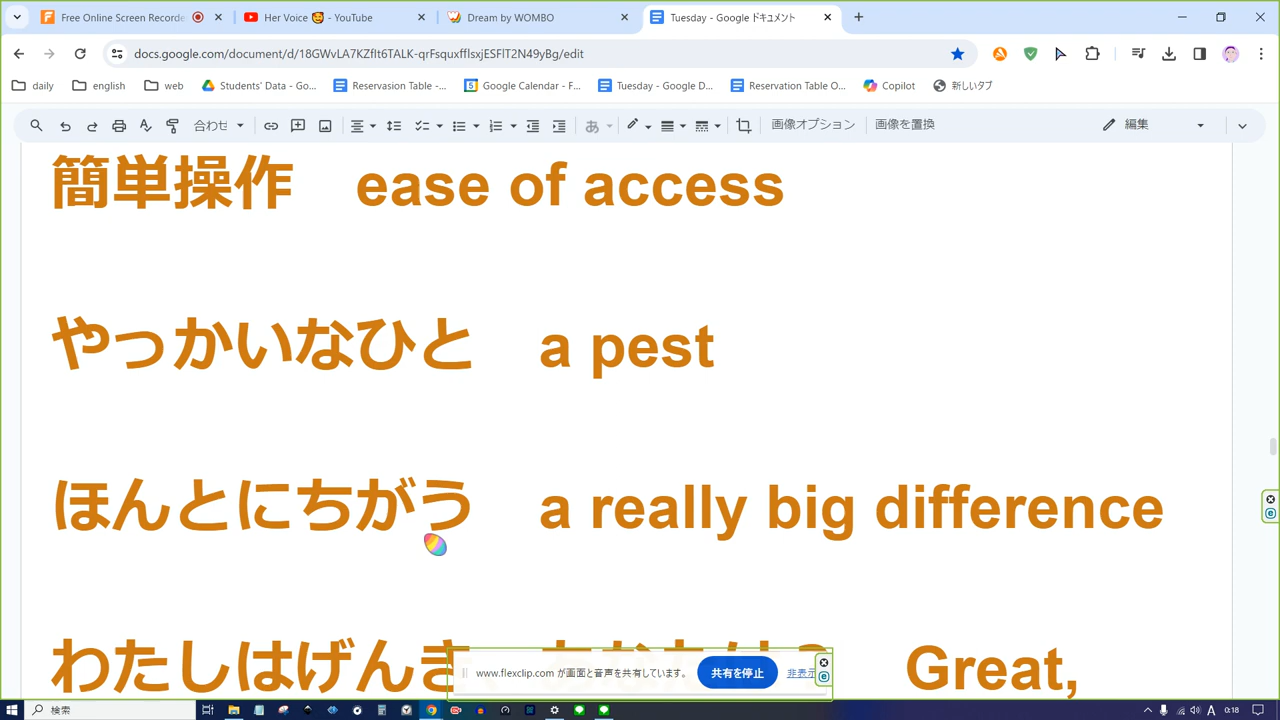 Free Online Screen Recorde
Her Voice 🥰 - YouTube
Dream by WOMBO
Tuesday - Google ドキュメント
docs.google.com/document/d/18GWvLA7KZfIt6TALK-qrFsquxfflsxjESFlT2N49yBg/edit
daily
english
web
Students' Data - Go...
Reservasion Table -...
Google Calendar - F...
Tuesday - Google D...
Reservation Table O...
Copilot
新しいタブ
合わせ
あ
画像オプション
画像を置換
編集
簡単操作 ease of access
やっかいなひと a pest
ほんとにちがう a really big difference
わたしはげんき Great,
www.flexclip.com が画面と音声を共有しています。
共有を停止
非表示
検索
A
0:18